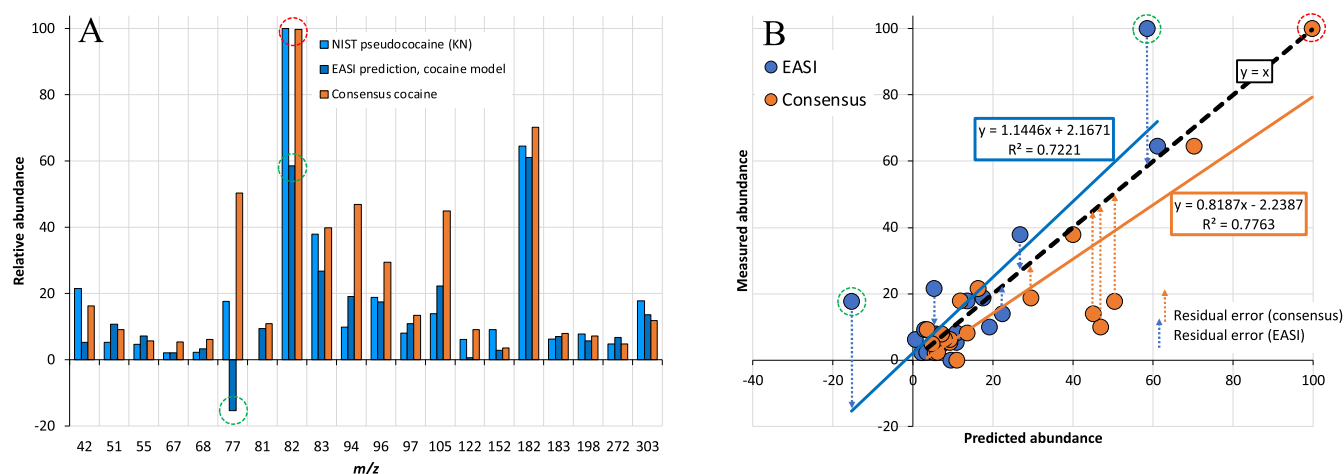 A
NIST pseudococaine (KN)
EASI prediction, cocaine model
Consensus cocaine
Relative abundance
100
80
60
40
20
0
-20
42 51 55 67 68 77 81 82 83 94 96 97 105 122 152 182 183 198 272 303
m/z
B
EASI
Consensus
y = x
y = 1.1446x + 2.1671
R² = 0.7221
y = 0.8187x - 2.2387
R² = 0.7763
Residual error (consensus)
Residual error (EASI)
Measured abundance
100
80
60
40
20
0
-20
-40 -20 0 20 40 60 80 100
Predicted abundance